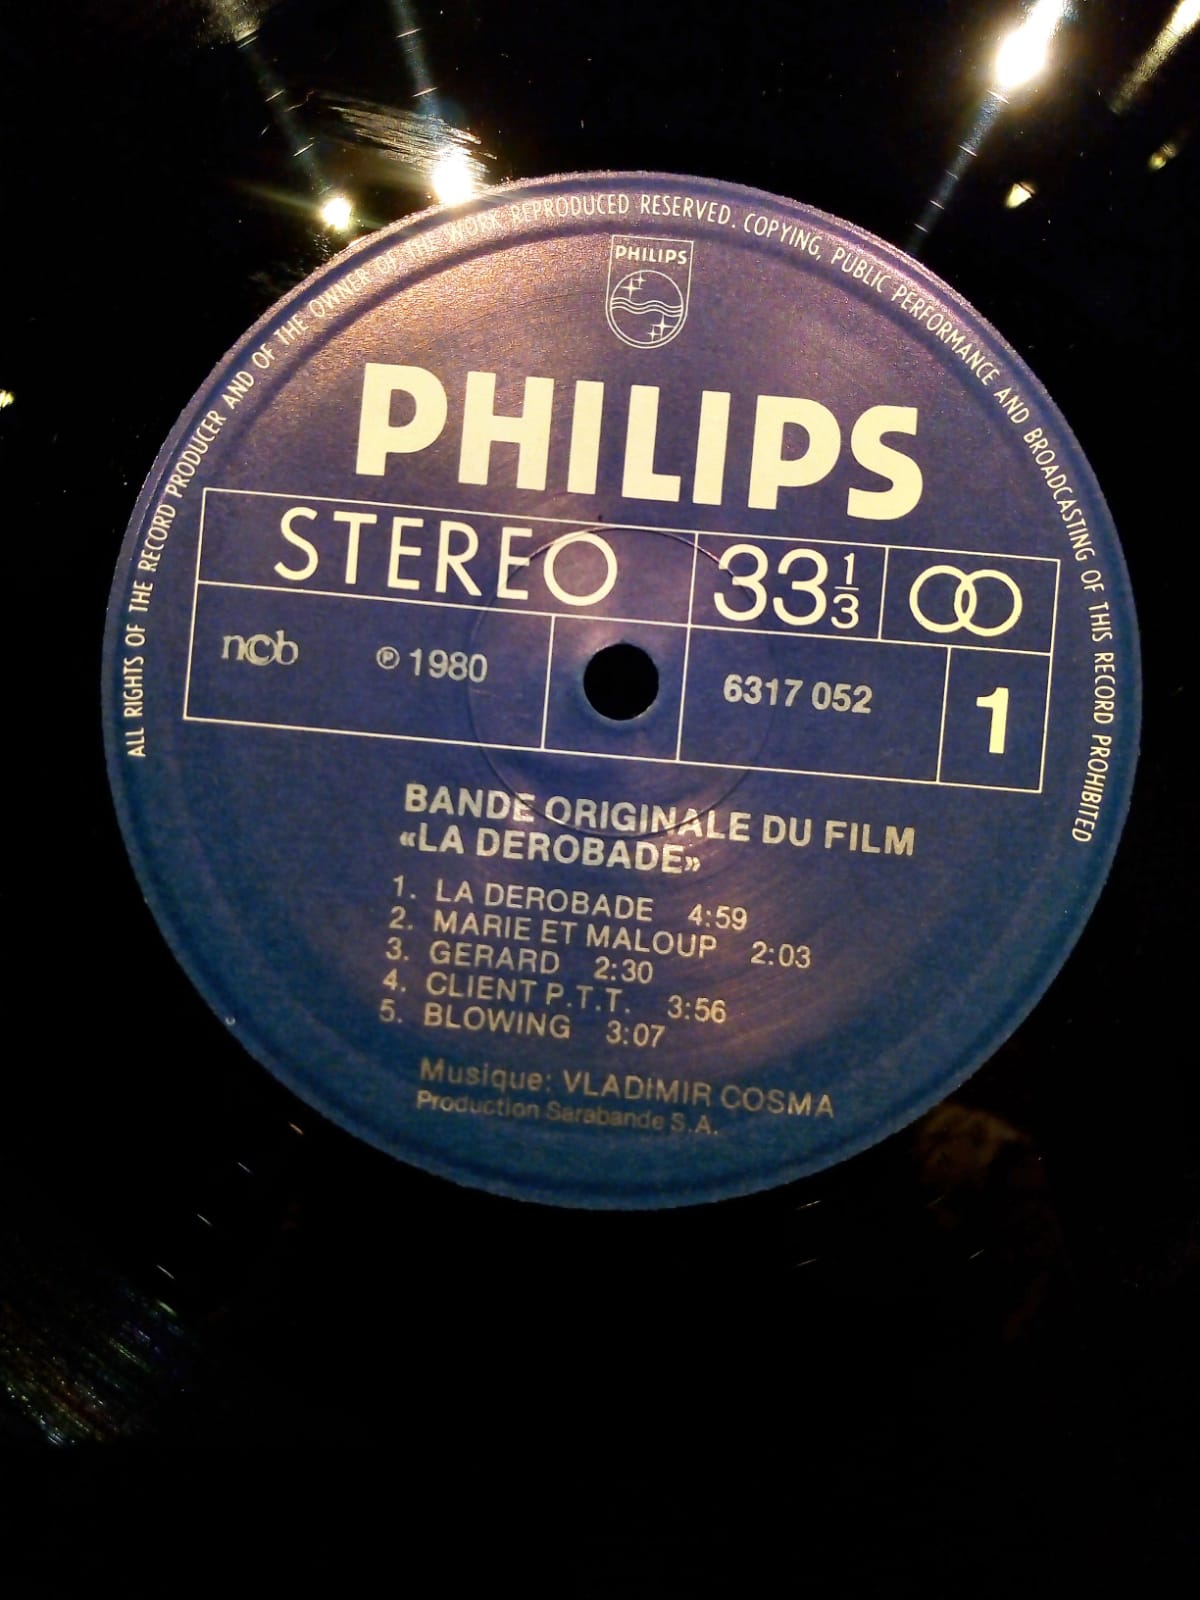 ALL RIGHTS OF THE RECORD PRODUCER AND OF THE OWNER OF THE WORK REPRODUCED RESERVED. COPYING, PUBLIC PERFORMANCE AND BROADCASTING OF THIS RECORD PROHIBITED
PHILIPS
PHILIPS
STEREO 33 1/3
ncb ℗ 1980 6317 052 1
BANDE ORIGINALE DU FILM
«LA DEROBADE»
1. LA DEROBADE 4:59
2. MARIE ET MALOUP 2:03
3. GERARD 2:30
4. CLIENT P.T.T. 3:56
5. BLOWING 3:07
Musique: VLADIMIR COSMA
Production Sarabande S.A.